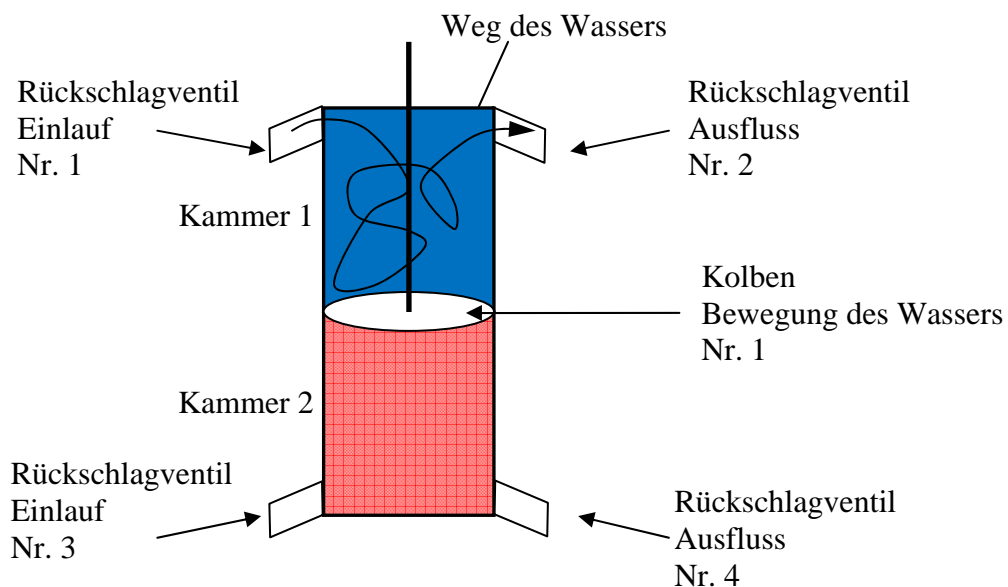 Weg des Wassers
Rückschlagventil
Einlauf
Nr. 1
Rückschlagventil
Ausfluss
Nr. 2
Kammer 1
Kolben
Bewegung des Wassers
Nr. 1
Kammer 2
Rückschlagventil
Einlauf
Nr. 3
Rückschlagventil
Ausfluss
Nr. 4